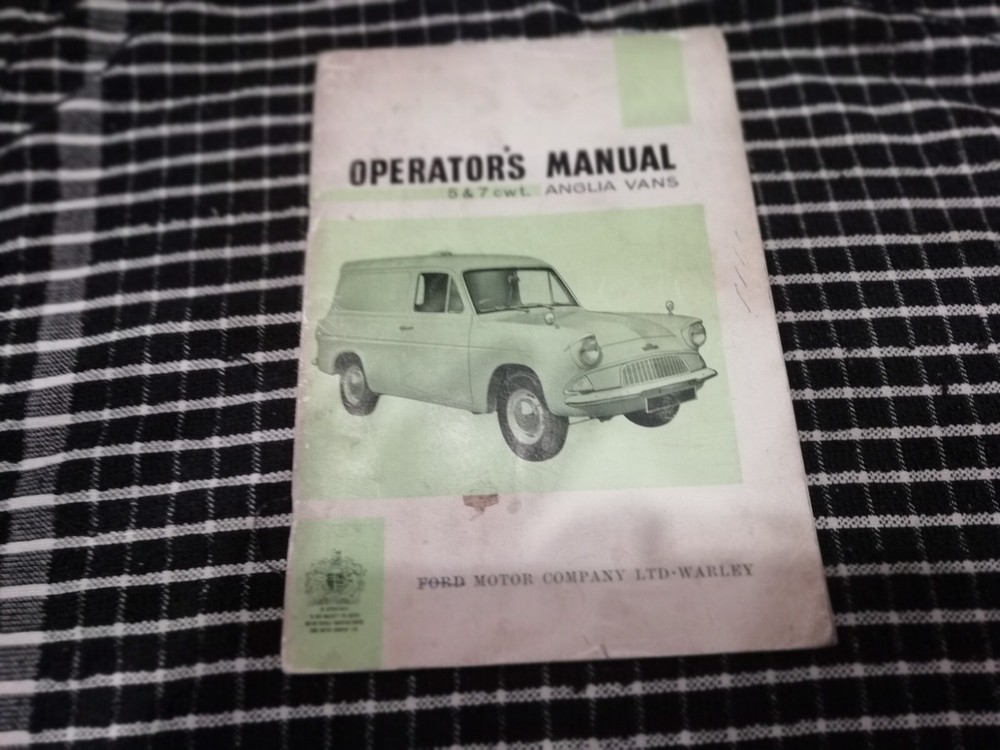 OPERATOR'S MANUAL
5 & 7 cwt. ANGLIA VANS
FORD MOTOR COMPANY LTD·WARLEY